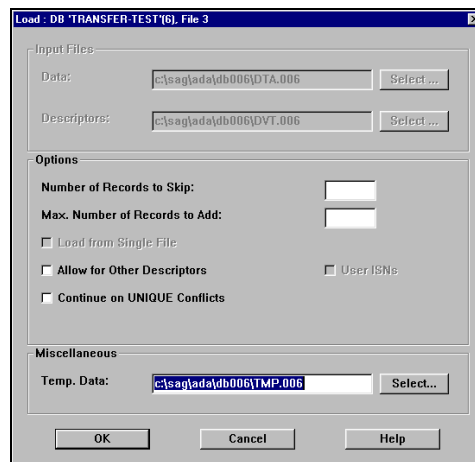 Load : DB 'TRANSFER-TEST'(6), File 3
Input Files
Data: c:\sag\ada\db006\DTA.006 Select ...
Descriptors: c:\sag\ada\db006\DVT.006 Select ...
Options
Number of Records to Skip:
Max. Number of Records to Add:
Load from Single File
Allow for Other Descriptors User ISNs
Continue on UNIQUE Conflicts
Miscellaneous
Temp. Data: c:\sag\ada\db006\TMP.006 Select...
OK Cancel Help